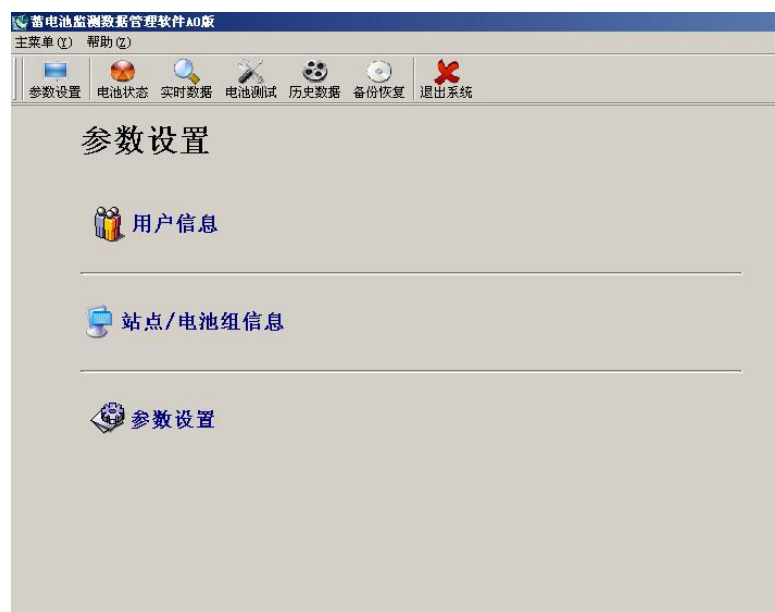 蓄电池监测数据管理软件A0版
主菜单(Y) 帮助(Z)
参数设置 电池状态 实时数据 电池测试 历史数据 备份恢复 退出系统
参数设置
用户信息
站点/电池组信息
参数设置